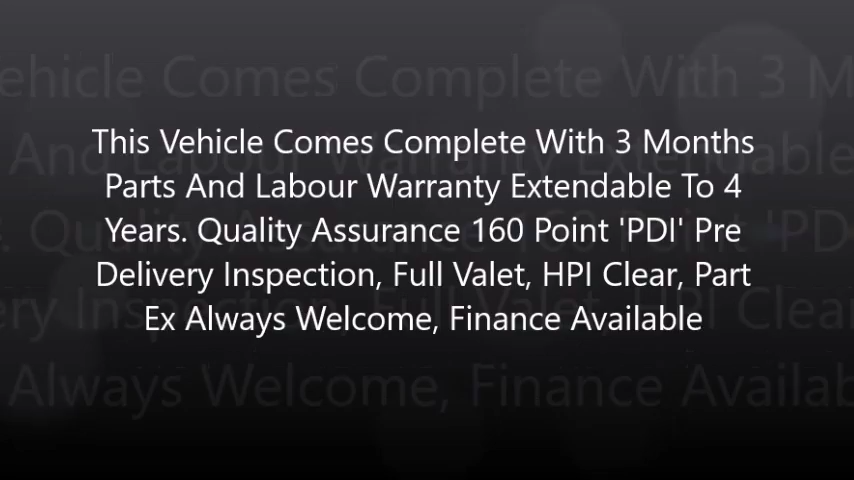 This Vehicle Comes Complete With 3 Months
Parts And Labour Warranty Extendable To 4
Years. Quality Assurance 160 Point 'PDI' Pre
Delivery Inspection, Full Valet, HPI Clear, Part
Ex Always Welcome, Finance Available